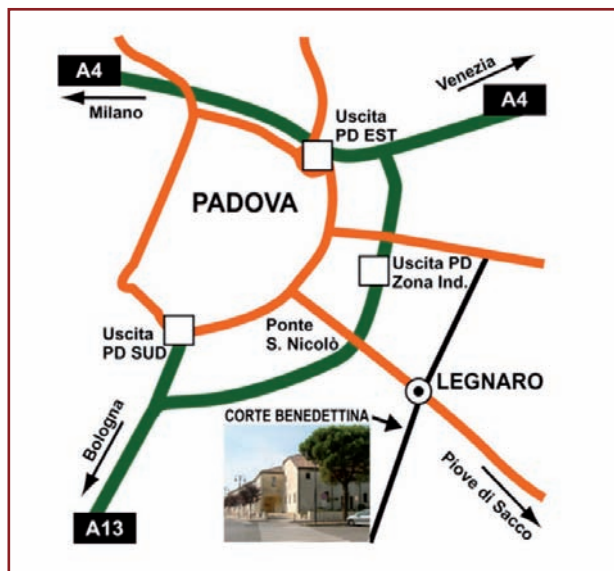 A4
Milano
Venezia
A4
Uscita
PD EST
PADOVA
Uscita PD
Zona Ind.
Uscita
PD SUD
Ponte
S. Nicolò
LEGNARO
CORTE BENEDETTINA
Bologna
Piove di Sacco
A13